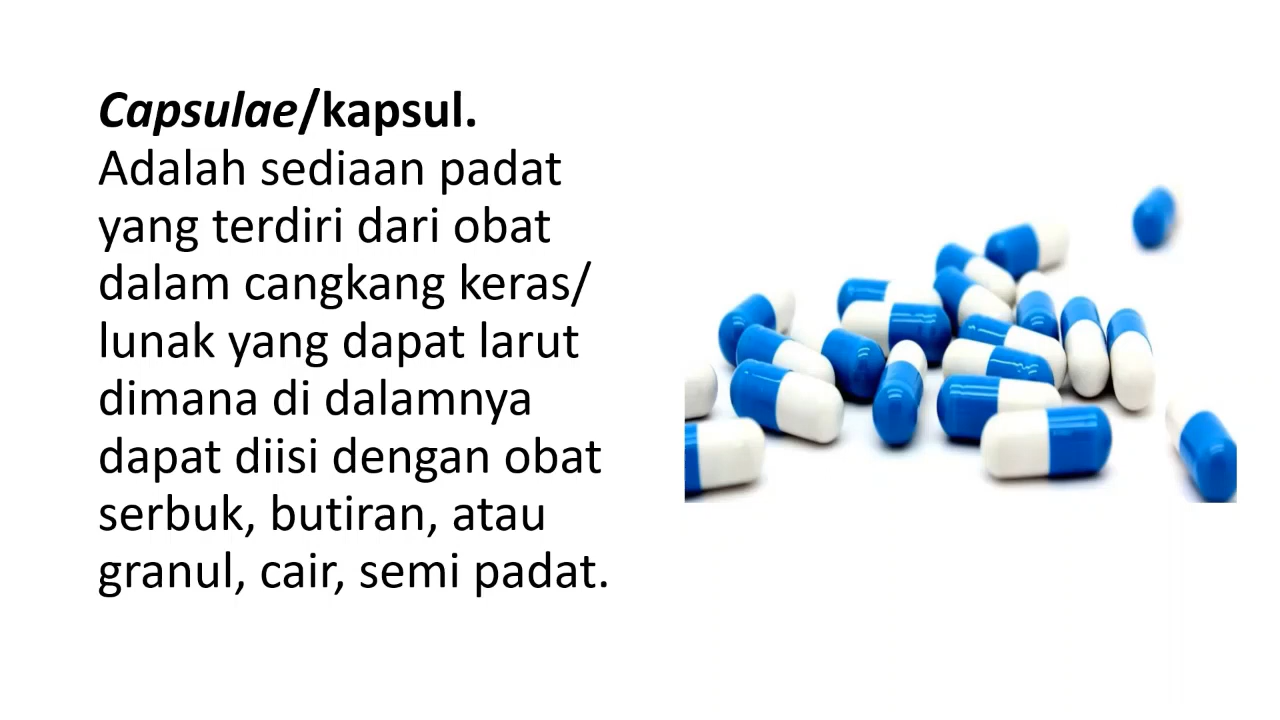 Capsulae/kapsul.
Adalah sediaan padat
yang terdiri dari obat
dalam cangkang keras/
lunak yang dapat larut
dimana di dalamnya
dapat diisi dengan obat
serbuk, butiran, atau
granul, cair, semi padat.